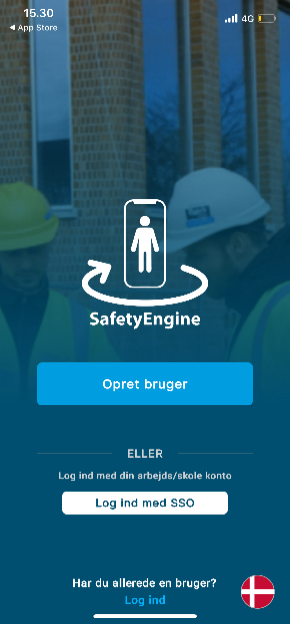 15.30
4G
◀ App Store
SafetyEngine
Opret bruger
ELLER
Log ind med din arbejds/skole konto
Log ind med SSO
Har du allerede en bruger?
Log ind